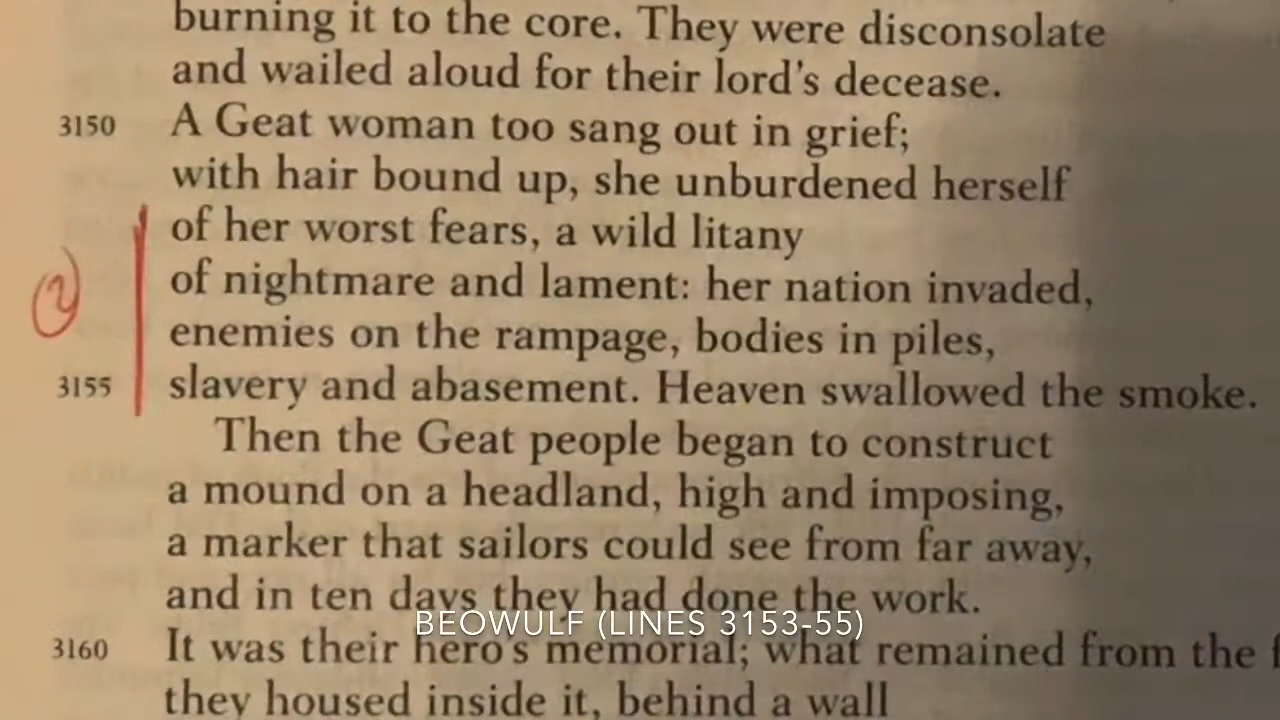 burning it to the core. They were disconsolate
and wailed aloud for their lord's decease.
3150 A Geat woman too sang out in grief;
with hair bound up, she unburdened herself
of her worst fears, a wild litany
of nightmare and lament: her nation invaded,
enemies on the rampage, bodies in piles,
3155 slavery and abasement. Heaven swallowed the smoke.
Then the Geat people began to construct
a mound on a headland, high and imposing,
a marker that sailors could see from far away,
and in ten days they had done the work.
BEOWULF (LINES 3153-55)
3160 It was their hero's memorial; what remained from the
they housed inside it, behind a wall